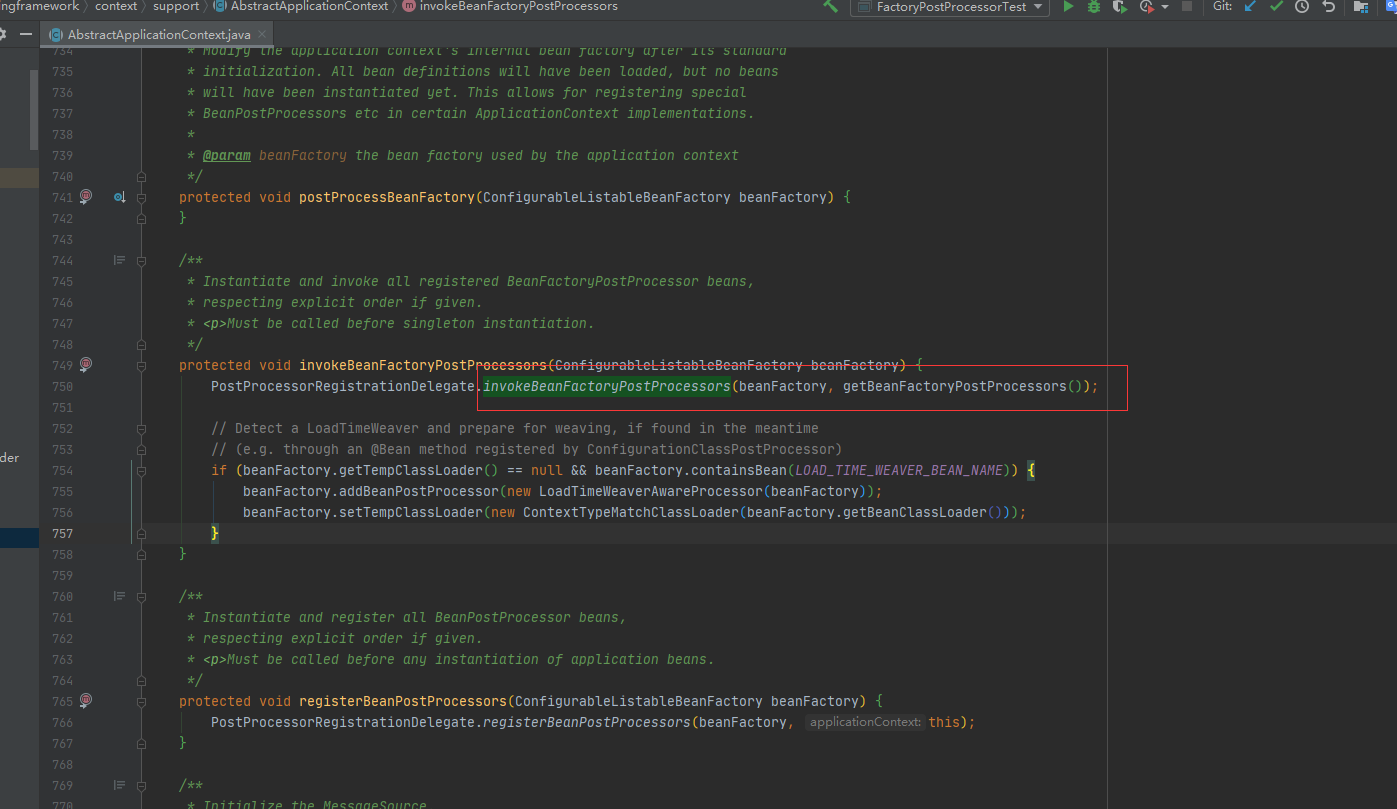 ingframework › context › support › AbstractApplicationContext › invokeBeanFactoryPostProcessors FactoryPostProcessorTest Git:
AbstractApplicationContext.java
734 * Modify the application context's internal bean factory after its standard
735 * initialization. All bean definitions will have been loaded, but no beans
736 * will have been instantiated yet. This allows for registering special
737 * BeanPostProcessors etc in certain ApplicationContext implementations.
738 *
739 * @param beanFactory the bean factory used by the application context
740 */
741 protected void postProcessBeanFactory(ConfigurableListableBeanFactory beanFactory) {
742 }
743
744 /**
745 * Instantiate and invoke all registered BeanFactoryPostProcessor beans,
746 * respecting explicit order if given.
747 * <p>Must be called before singleton instantiation.
748 */
749 protected void invokeBeanFactoryPostProcessors(ConfigurableListableBeanFactory beanFactory) {
750 PostProcessorRegistrationDelegate.invokeBeanFactoryPostProcessors(beanFactory, getBeanFactoryPostProcessors());
751
752 // Detect a LoadTimeWeaver and prepare for weaving, if found in the meantime
753 // (e.g. through an @Bean method registered by ConfigurationClassPostProcessor)
der
754 if (beanFactory.getTempClassLoader() == null && beanFactory.containsBean(LOAD_TIME_WEAVER_BEAN_NAME)) {
755 beanFactory.addBeanPostProcessor(new LoadTimeWeaverAwareProcessor(beanFactory));
756 beanFactory.setTempClassLoader(new ContextTypeMatchClassLoader(beanFactory.getBeanClassLoader()));
757 }
758 }
759
760 /**
761 * Instantiate and register all BeanPostProcessor beans,
762 * respecting explicit order if given.
763 * <p>Must be called before any instantiation of application beans.
764 */
765 protected void registerBeanPostProcessors(ConfigurableListableBeanFactory beanFactory) {
766 PostProcessorRegistrationDelegate.registerBeanPostProcessors(beanFactory, applicationContext: this);
767 }
768
769 /**
770 * Initialize the MessageSource